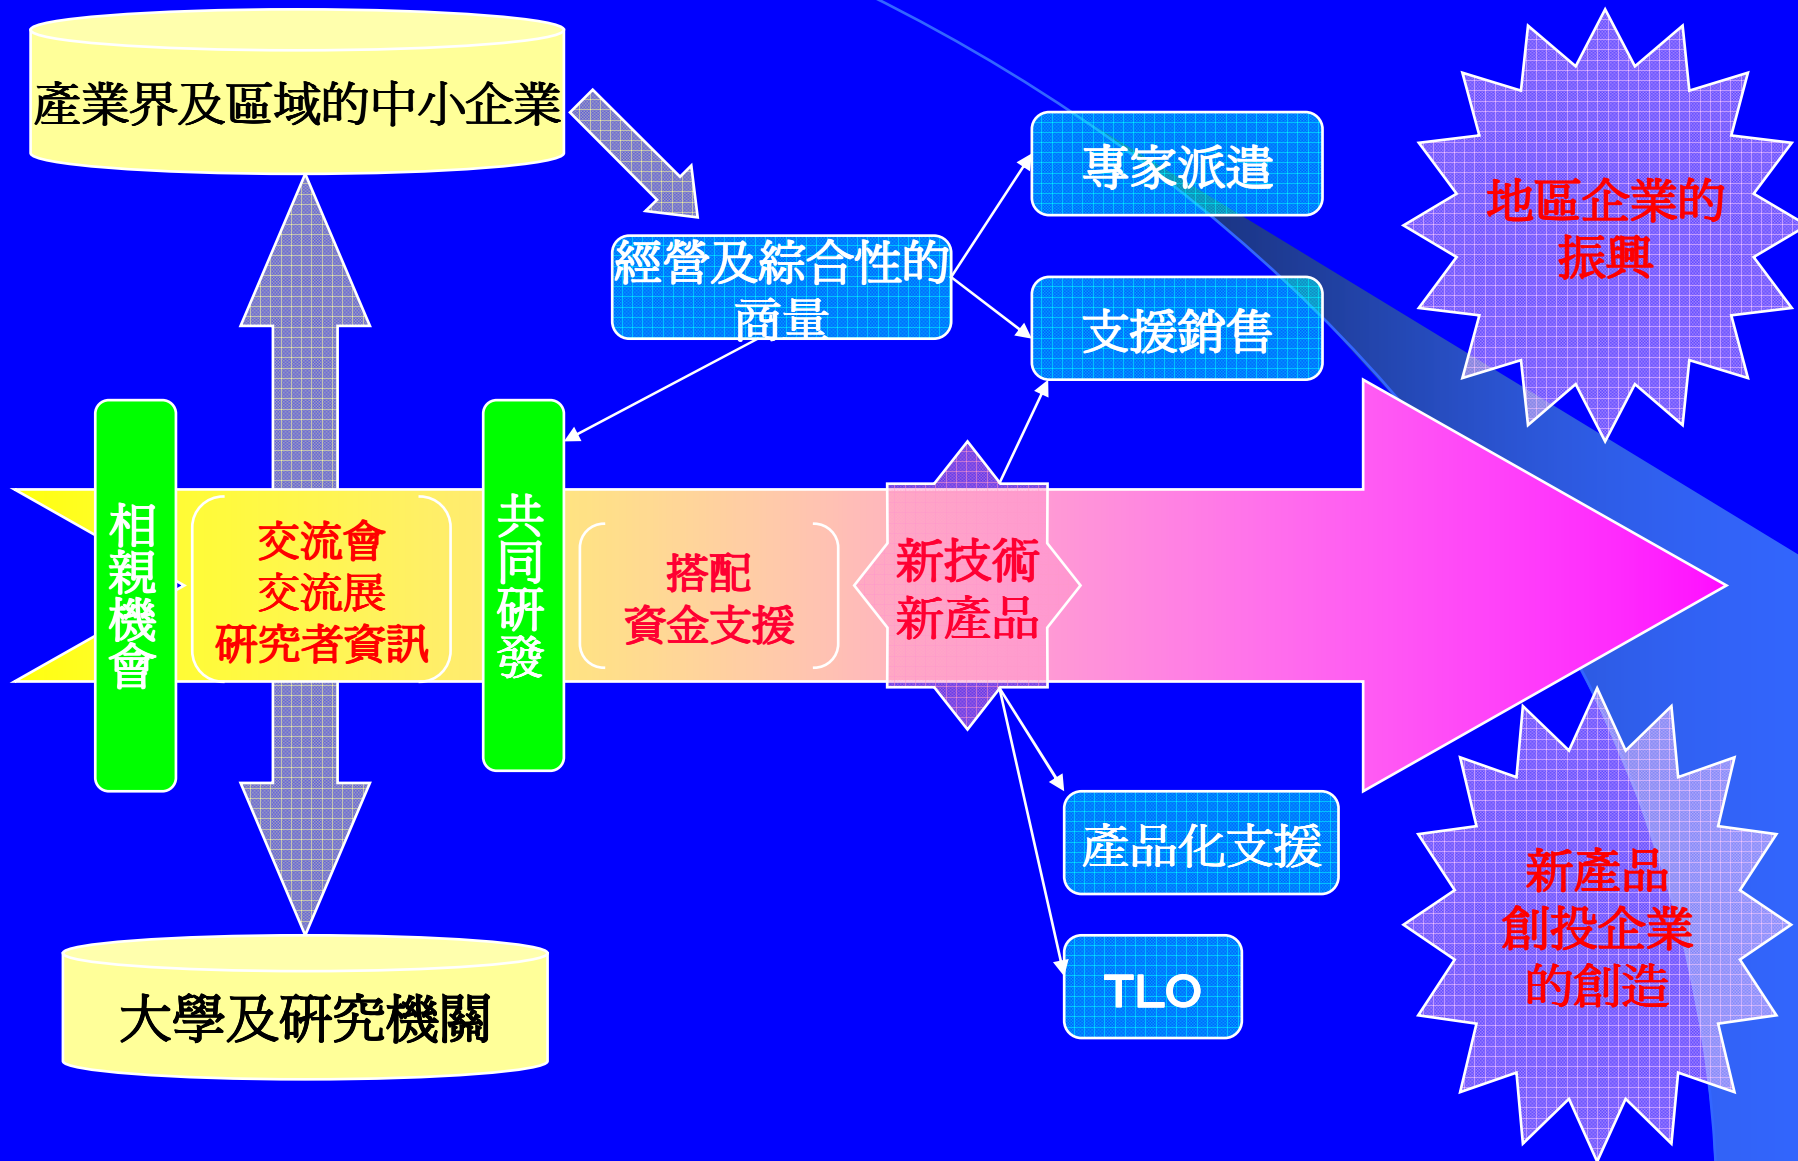 產業界及區域的中小企業
經營及綜合性的
商量
專家派遣
支援銷售
地區企業的
振興
相親機會
交流會
交流展
研究者資訊
共同研發
搭配
資金支援
新技術
新產品
產品化支援
TLO
新產品
創投企業
的創造
大學及研究機關